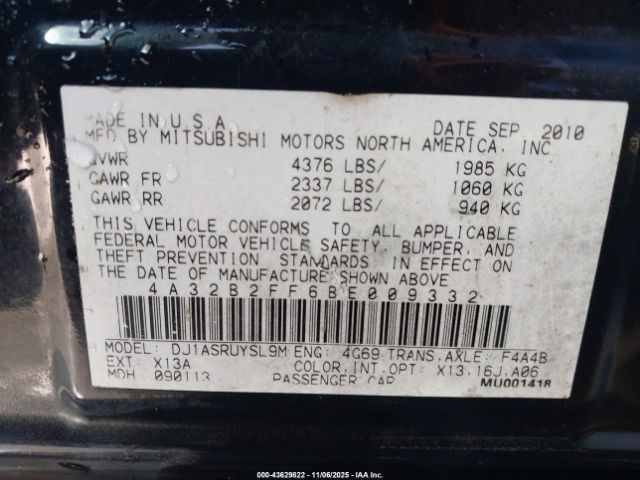 MADE IN U.S.A. DATE SEP 2010
MFD BY MITSUBISHI MOTORS NORTH AMERICA, INC
GVWR 4376 LBS/ 1985 KG
GAWR FR 2337 LBS/ 1060 KG
GAWR RR 2072 LBS/ 940 KG
THIS VEHICLE CONFORMS TO ALL APPLICABLE
FEDERAL MOTOR VEHICLE SAFETY, BUMPER, AND
THEFT PREVENTION STANDARDS IN EFFECT ON
THE DATE OF MANUFACTURE SHOWN ABOVE
4A32B2FF6BE009332
MODEL: DJ1ASRUYSL9M ENG: 4G69 TRANS.AXLE: F4A4B
EXT: X13A COLOR,INT.OPT: X13.16J.A06
MDH 090113 PASSENGER CAR MU001418
000-43629822 - 11/06/2025 - IAA Inc.